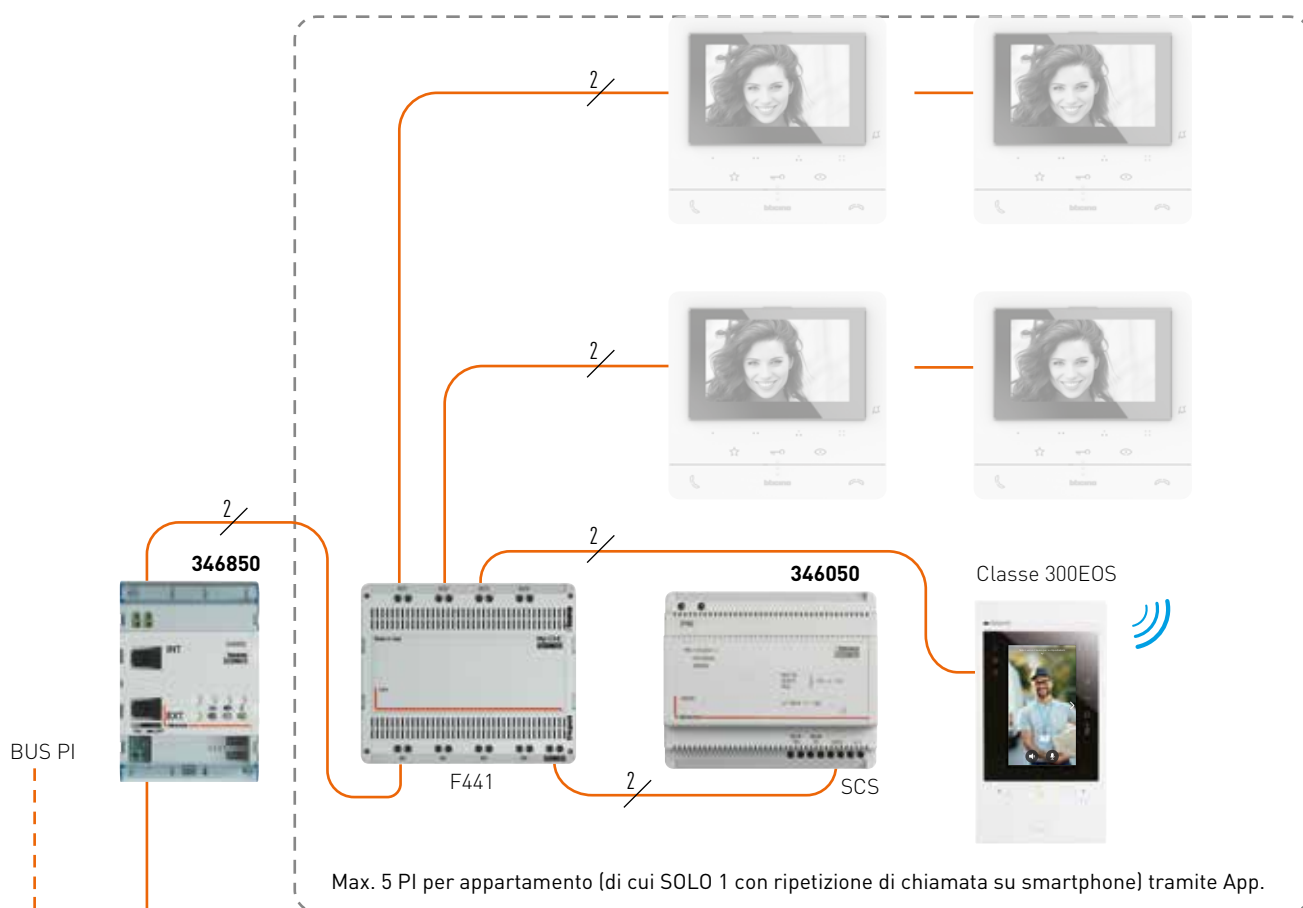 2
2
2
346850
2
346050
Classe 300EOS
INT
EXT
BUS PI
F441
2
SCS
Max. 5 PI per appartamento (di cui SOLO 1 con ripetizione di chiamata su smartphone) tramite App.